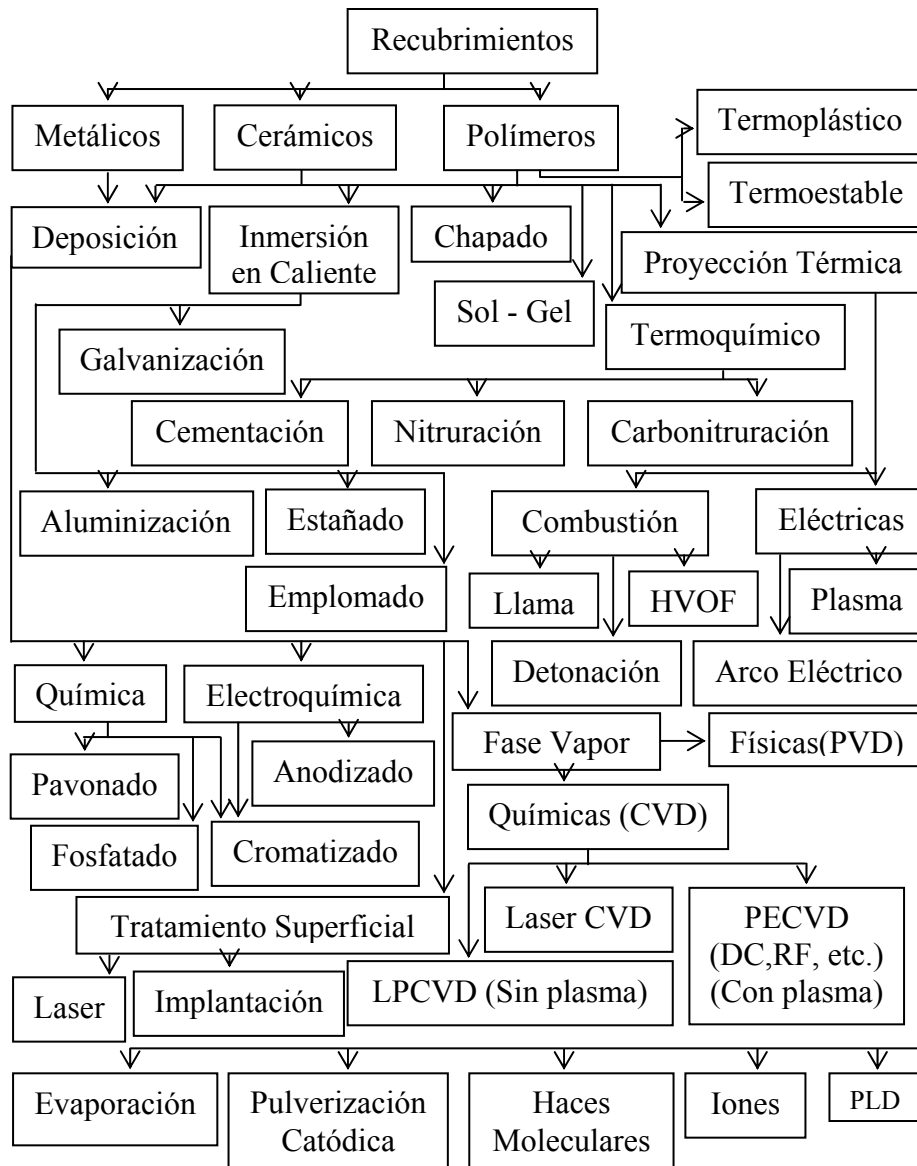 Recubrimientos
Metálicos
Cerámicos
Polímeros
Termoplástico
Termoestable
Deposición
Inmersión
en Caliente
Chapado
Proyección Térmica
Sol - Gel
Termoquímico
Galvanización
Cementación
Nitruración
Carbonitruración
Aluminización
Estañado
Combustión
Eléctricas
Emplomado
Llama
HVOF
Plasma
Detonación
Arco Eléctrico
Química
Electroquímica
Fase Vapor
Físicas(PVD)
Pavonado
Anodizado
Químicas (CVD)
Fosfatado
Cromatizado
Tratamiento Superficial
Laser CVD
PECVD
(DC,RF, etc.)
(Con plasma)
Laser
Implantación
LPCVD (Sin plasma)
Evaporación
Pulverización
Catódica
Haces
Moleculares
Iones
PLD